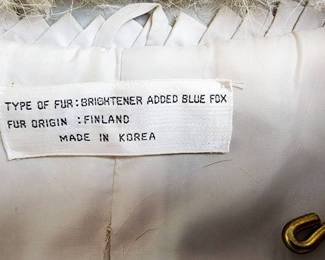 TYPE OF FUR : BRIGHTENER ADDED BLUE FOX
FUR ORIGIN : FINLAND
MADE IN KOREA